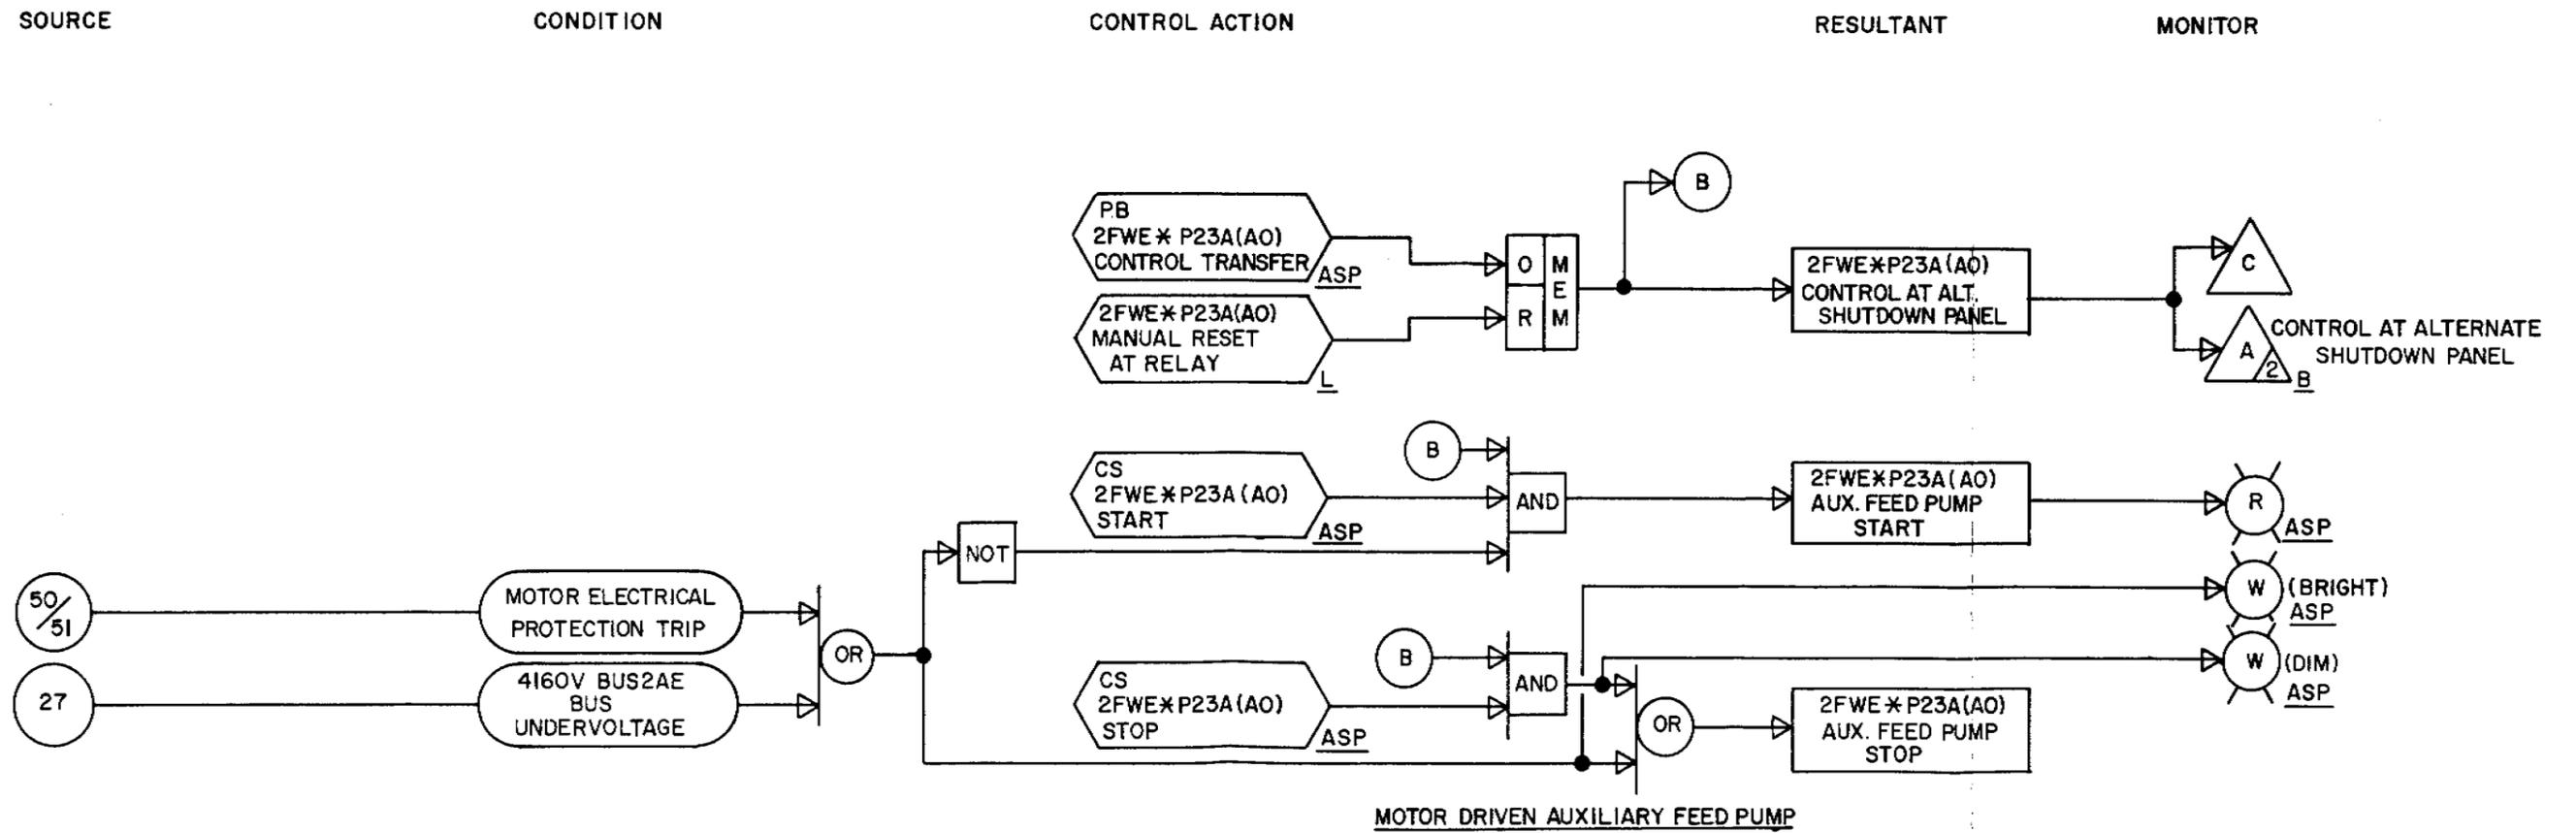 SOURCE
CONDITION
CONTROL ACTION
RESULTANT
MONITOR
B
PB
2FWE* P23A(AO)
CONTROL TRANSFER
ASP
2FWE*P23A(AO)
MANUAL RESET
AT RELAY
L
O
R
M
E
M
2FWE*P23A(AO)
CONTROL AT ALT.
SHUTDOWN PANEL
C
A
2
B
CONTROL AT ALTERNATE
SHUTDOWN PANEL
B
CS
2FWE*P23A(AO)
START
ASP
AND
2FWE*P23A(AO)
AUX. FEED PUMP
START
R
ASP
NOT
50/51
MOTOR ELECTRICAL
PROTECTION TRIP
OR
27
4160V BUS2AE
BUS
UNDERVOLTAGE
W
(BRIGHT)
ASP
B
CS
2FWE*P23A(AO)
STOP
ASP
AND
W
(DIM)
ASP
OR
2FWE*P23A(AO)
AUX. FEED PUMP
STOP
MOTOR DRIVEN AUXILIARY FEED PUMP